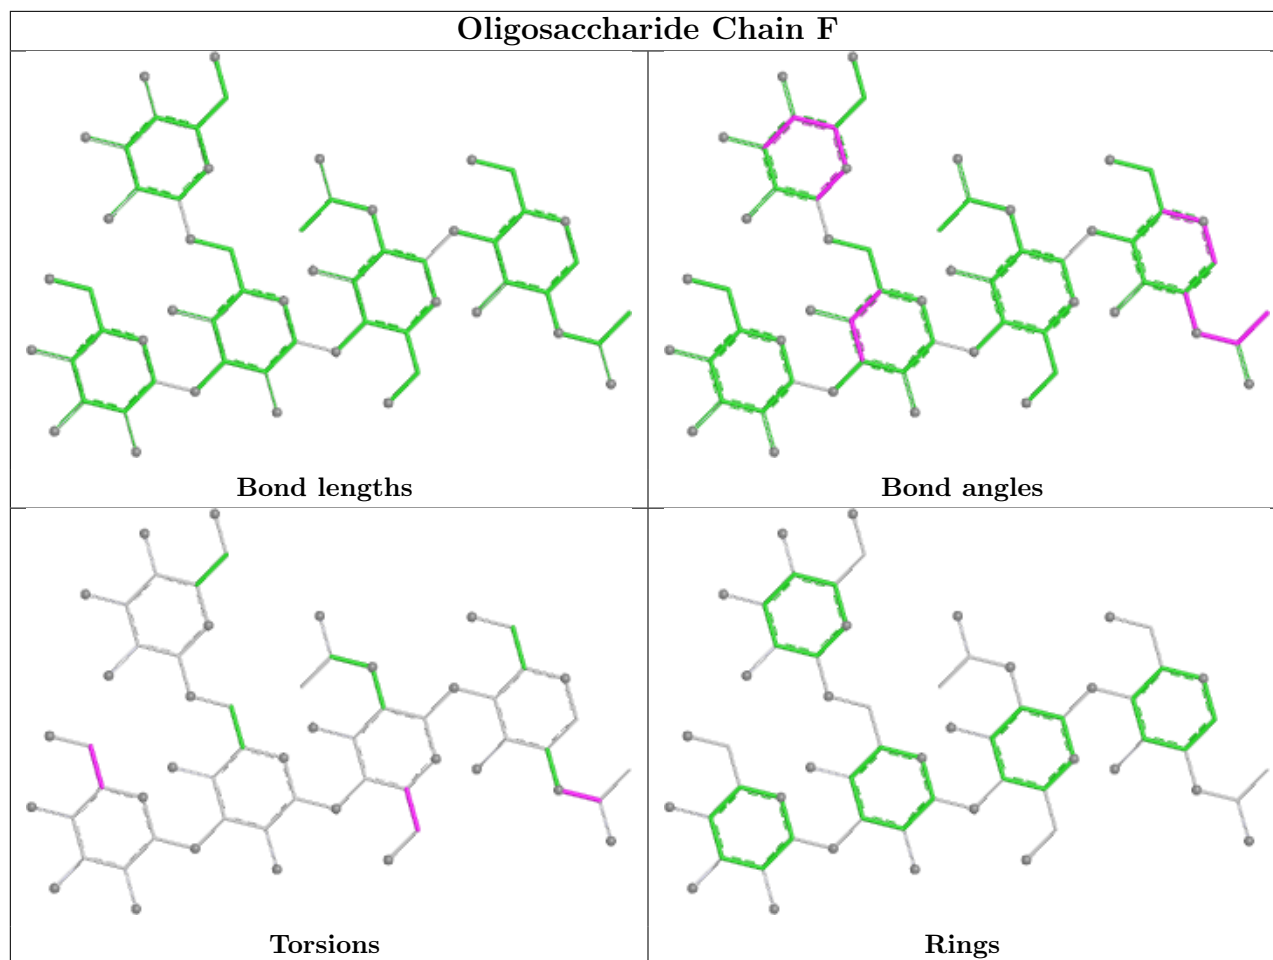 Oligosaccharide Chain F
Bond lengths
Bond angles
Torsions
Rings